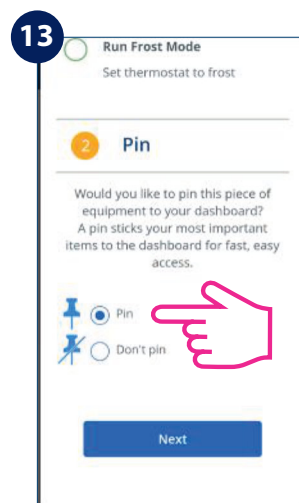 13
Run Frost Mode
Set thermostat to frost
2 Pin
Would you like to pin this piece of
equipment to your dashboard?
A pin sticks your most important
items to the dashboard for fast, easy
access.
Pin
Don't pin
Next